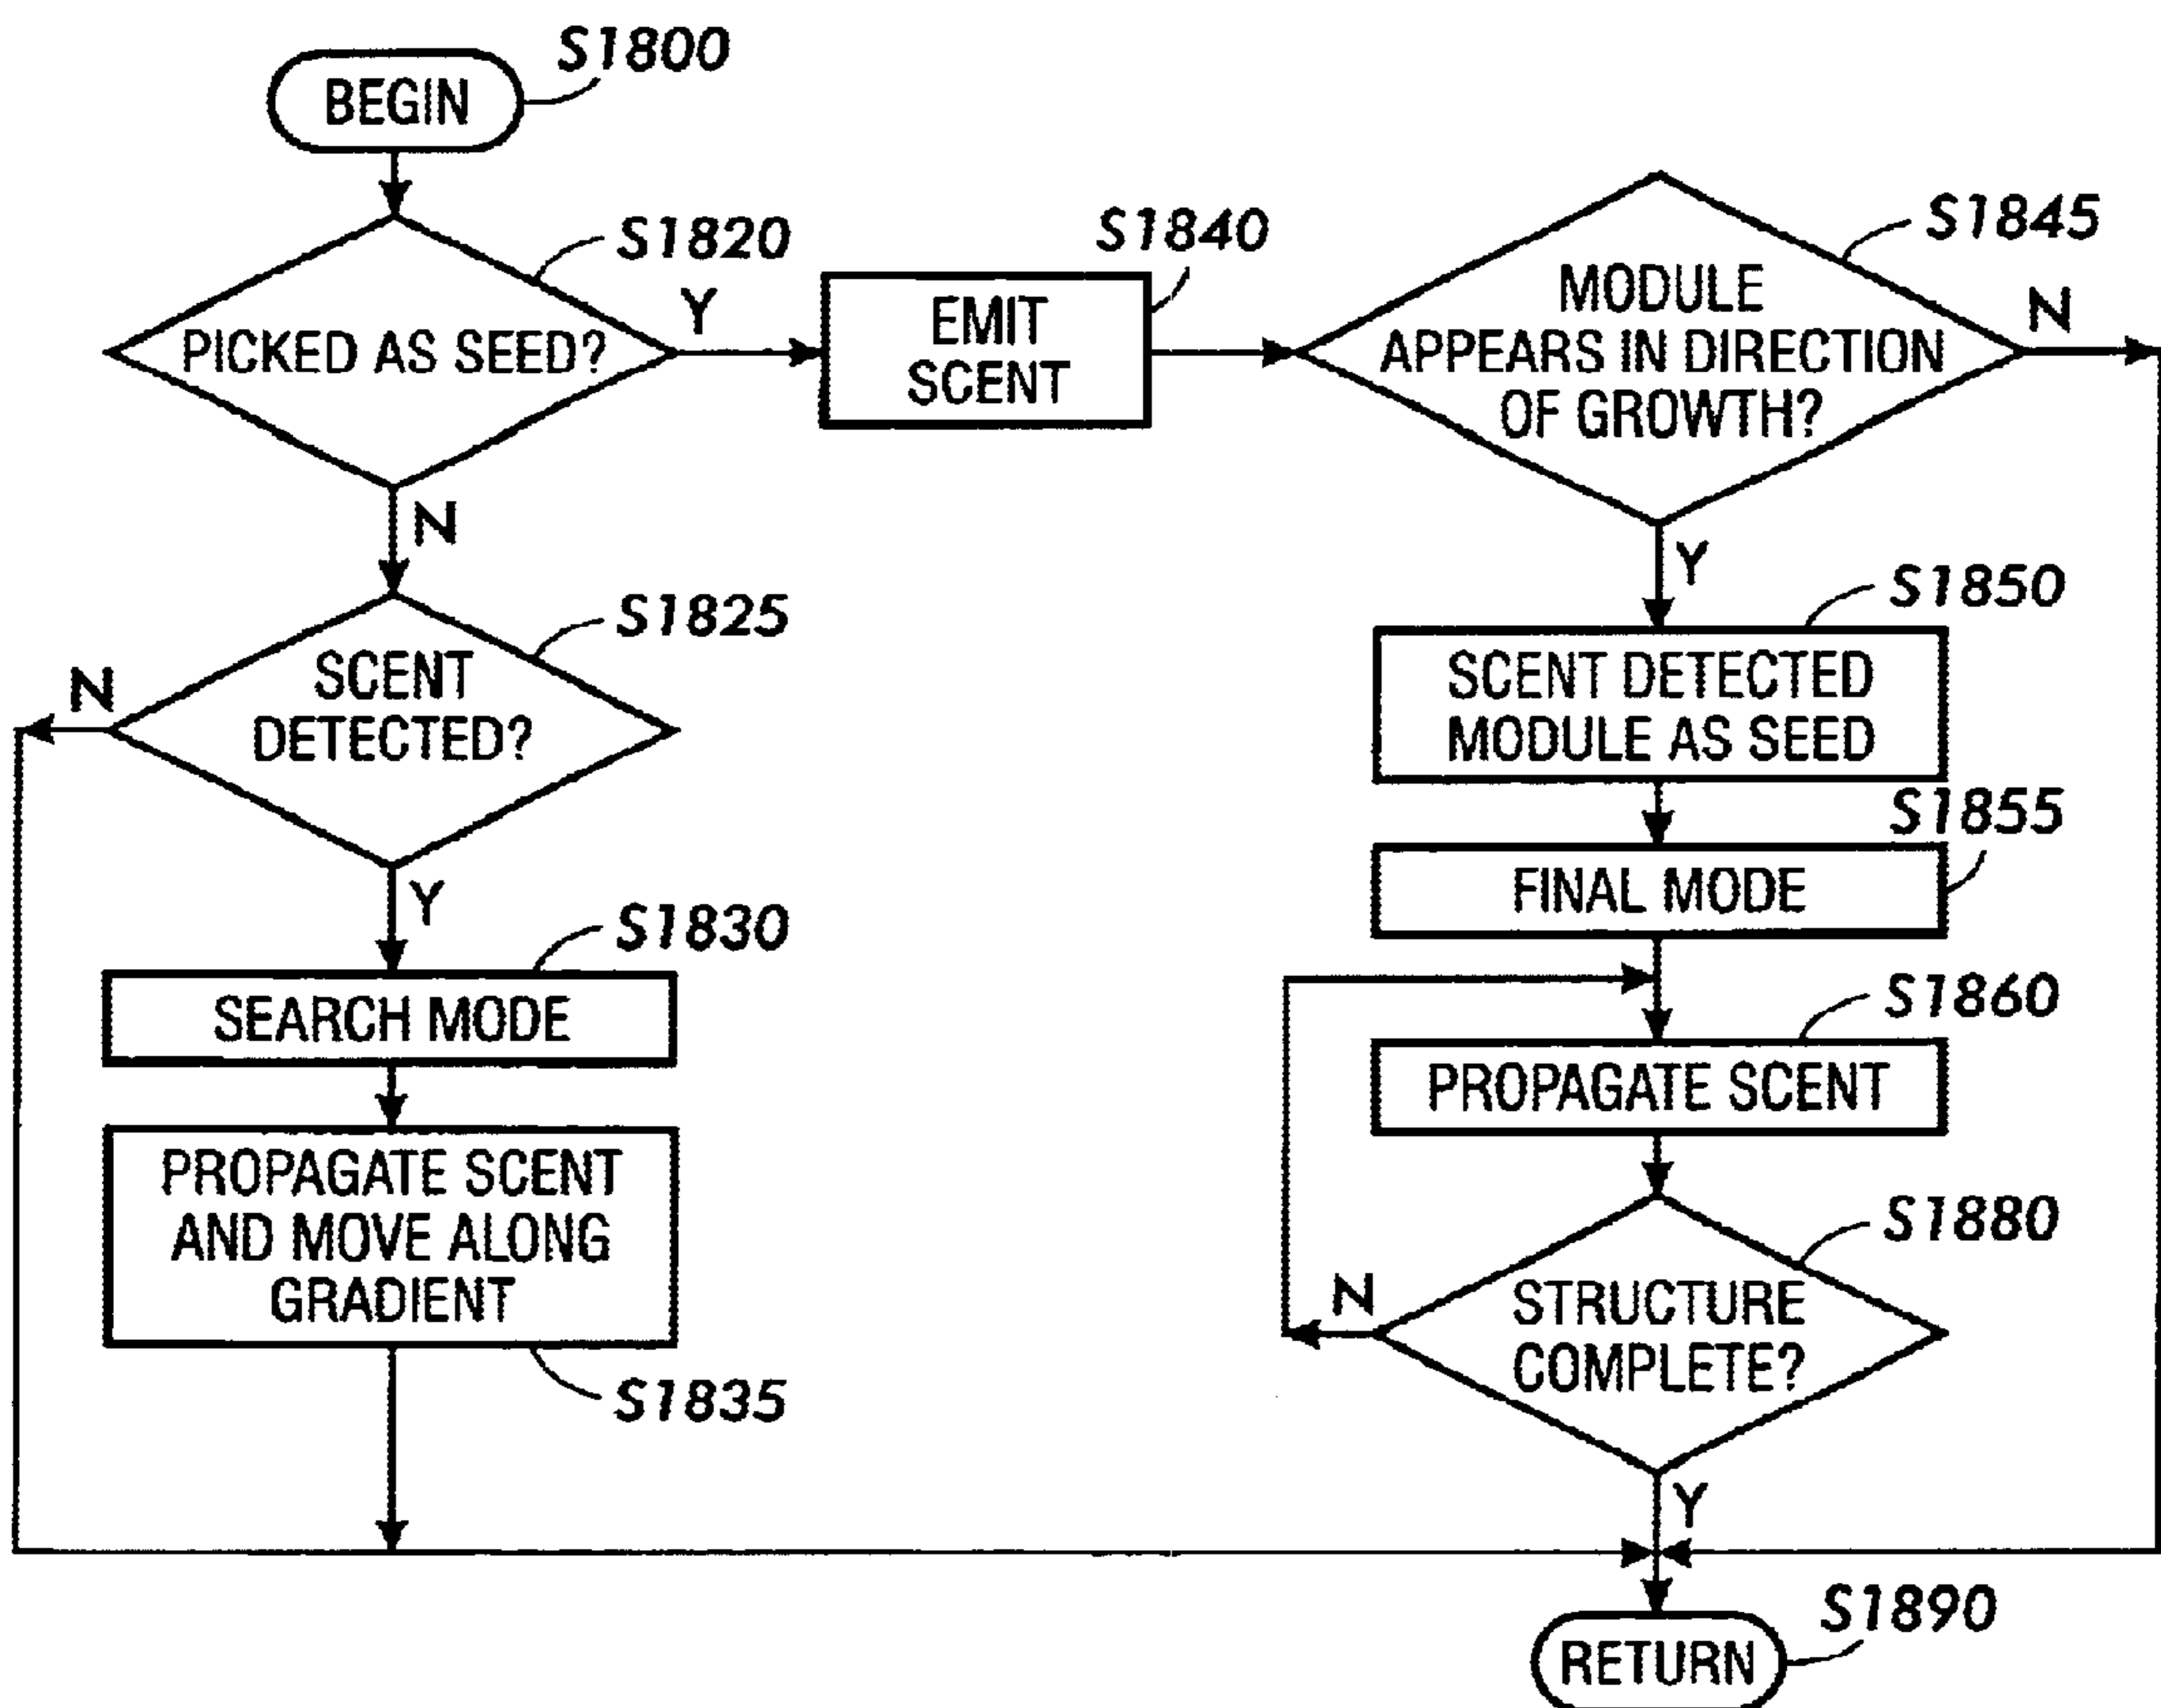 S1800
BEGIN
S1820
PICKED AS SEED?
Y
N
S1840
EMIT
SCENT
S1845
MODULE
APPEARS IN DIRECTION
OF GROWTH?
N
Y
S1825
SCENT
DETECTED?
N
Y
S1830
SEARCH MODE
PROPAGATE SCENT
AND MOVE ALONG
GRADIENT
S1835
S1850
SCENT DETECTED
MODULE AS SEED
S1855
FINAL MODE
S1860
PROPAGATE SCENT
S1880
STRUCTURE
COMPLETE?
N
Y
S1890
RETURN